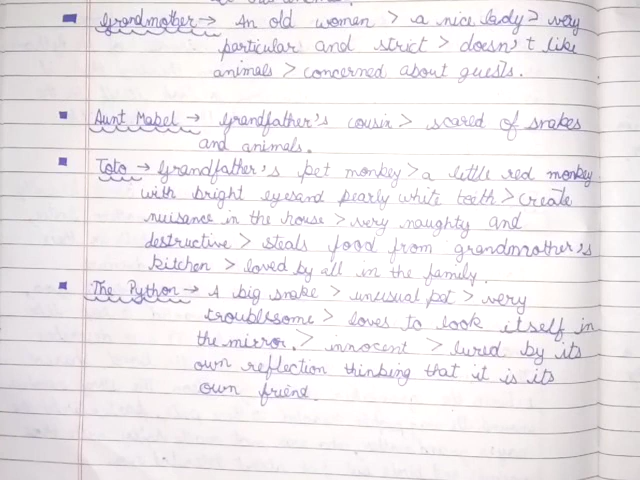 Grandmother → An old women > a nice lady > very
particular and strict > doesn't like
animals > concerned about guests.
Aunt Mabel → Grandfather's cousin > scared of snakes
and animals.
Toto → Grandfather's pet monkey > a little red monkey
with bright eyesand pearly white teeth > Create
nuisance in the house > very naughty and
destructive > steals food from grandmother's
kitchen > loved by all in the family.
The Python → A big snake > unusual pet > very
troublesome > loves to look itself in
the mirror. > innocent > lured by its
own reflection thinking that it is its
own friend.